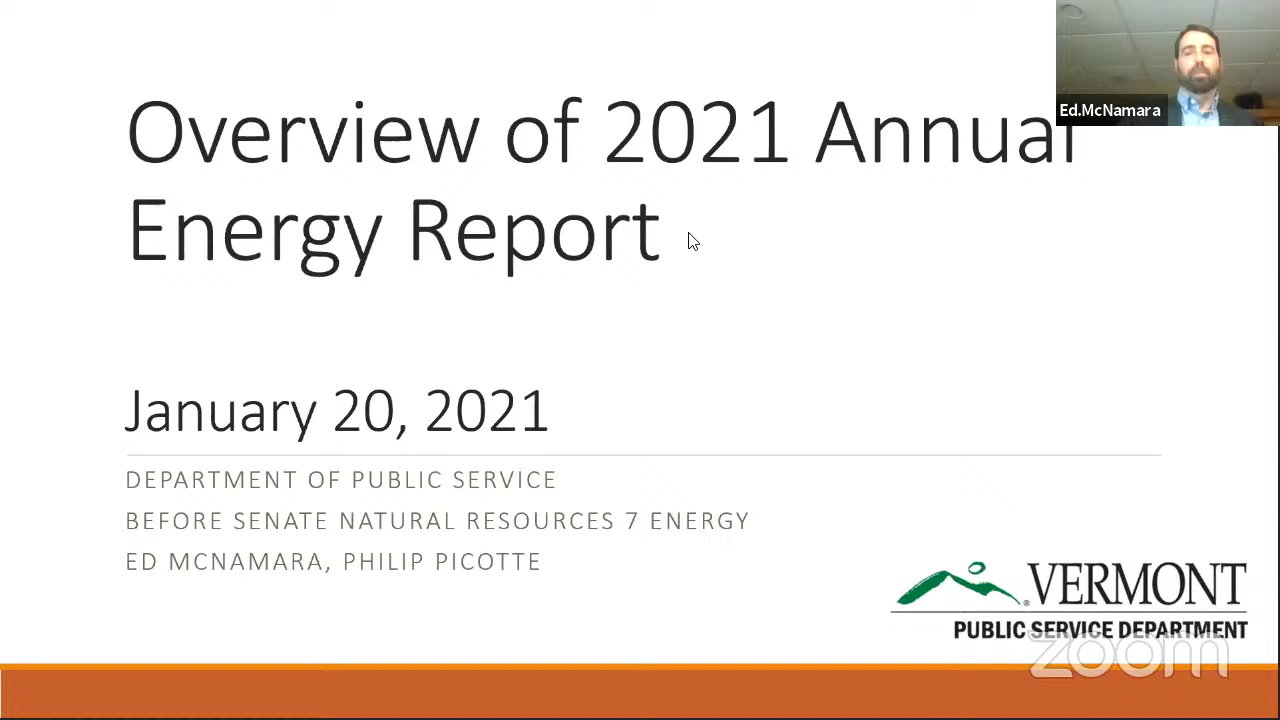 Overview of 2021 Annual
Ed.McNamara
Energy Report
January 20, 2021
DEPARTMENT OF PUBLIC SERVICE
BEFORE SENATE NATURAL RESOURCES 7 ENERGY
ED MCNAMARA, PHILIP PICOTTE
® VERMONT
PUBLIC SERVICE DEPARTMENT
zoom